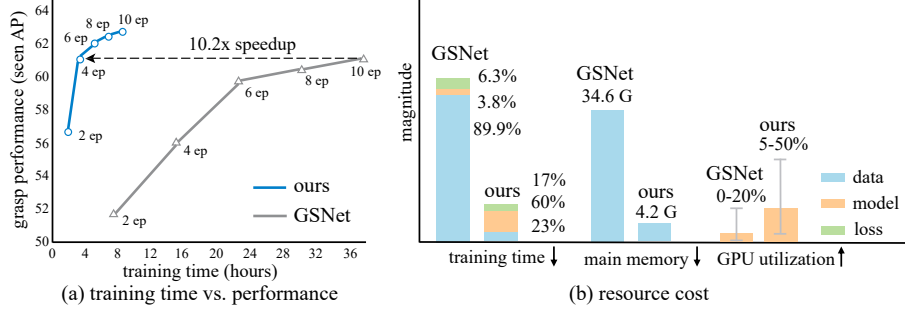 grasp performance (seen AP)
64
62
60
58
56
54
52
50
0
4
8
12
16
20
24
28
32
36
training time (hours)
2 ep
4 ep
6 ep
8 ep
10 ep
10.2x speedup
2 ep
4 ep
6 ep
8 ep
10 ep
ours
GSNet
(a) training time vs. performance
magnitude
GSNet
6.3%
3.8%
89.9%
ours
17%
60%
23%
GSNet
34.6 G
ours
4.2 G
GSNet
0-20%
ours
5-50%
data
model
loss
training time
main memory
GPU utilization
(b) resource cost